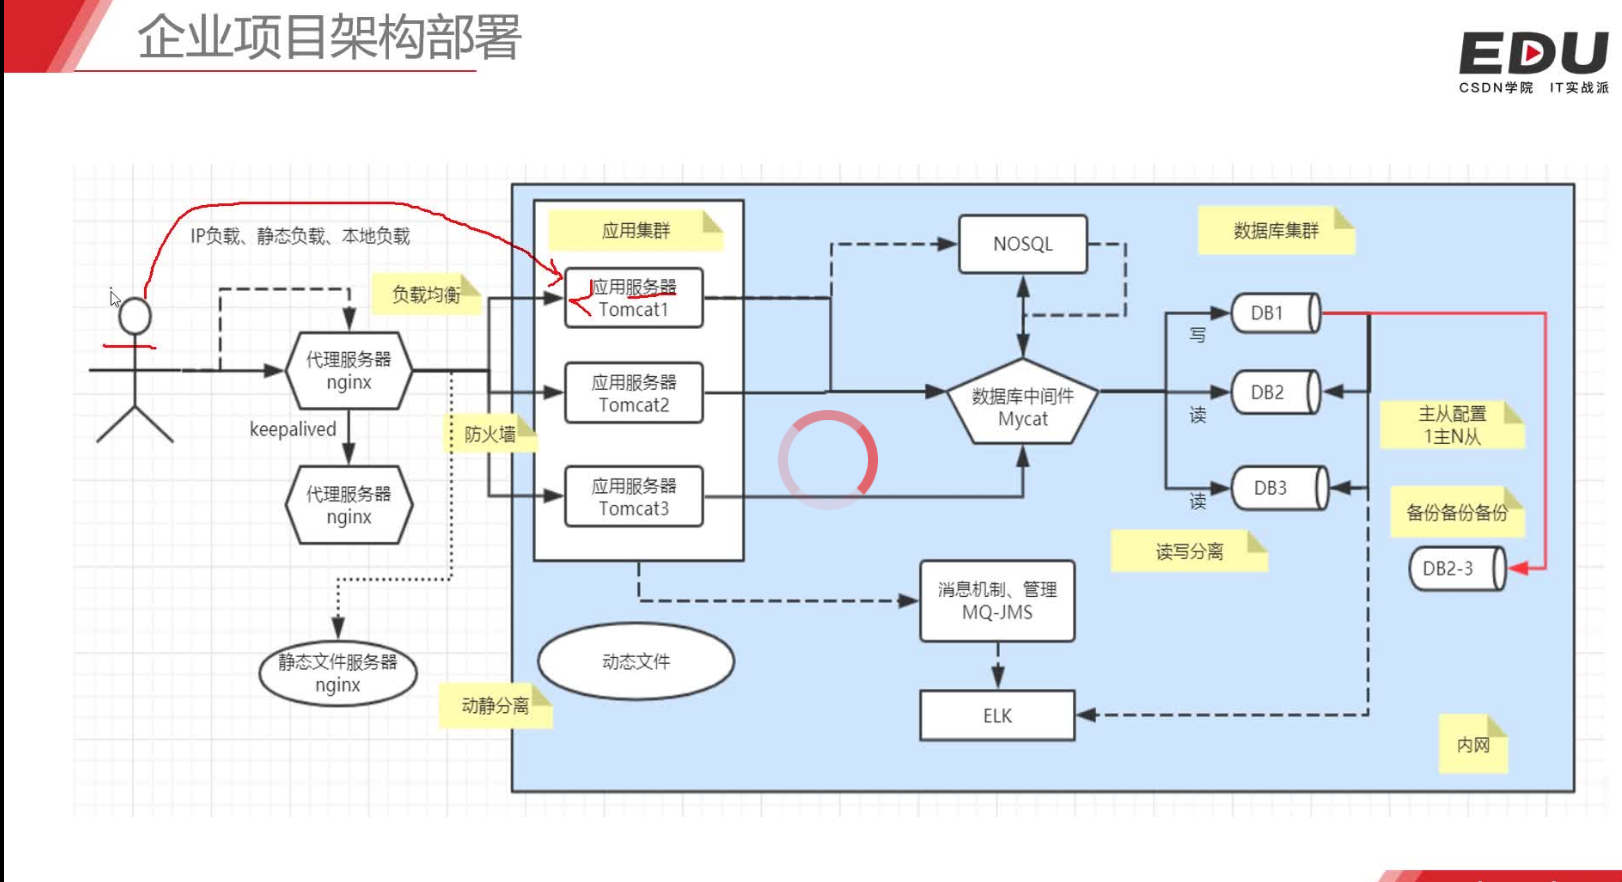 企业项目架构部署
EDU
CSDN学院 IT实战派
IP负载、静态负载、本地负载
负载均衡
代理服务器
nginx
keepalived
代理服务器
nginx
防火墙
静态文件服务器
nginx
动静分离
应用集群
应用服务器
Tomcat1
应用服务器
Tomcat2
应用服务器
Tomcat3
动态文件
NOSQL
数据库中间件
Mycat
消息机制、管理
MQ-JMS
ELK
数据库集群
写
读
读
DB1
DB2
DB3
读写分离
主从配置
1主N从
备份备份备份
DB2-3
内网